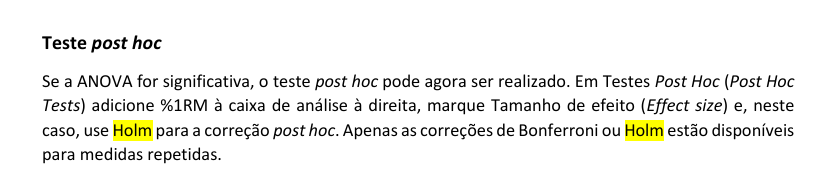 Teste post hoc
Se a ANOVA for significativa, o teste post hoc pode agora ser realizado. Em Testes Post Hoc (Post Hoc
Tests) adicione %1RM à caixa de análise à direita, marque Tamanho de efeito (Effect size) e, neste
caso, use Holm para a correção post hoc. Apenas as correções de Bonferroni ou Holm estão disponíveis
para medidas repetidas.